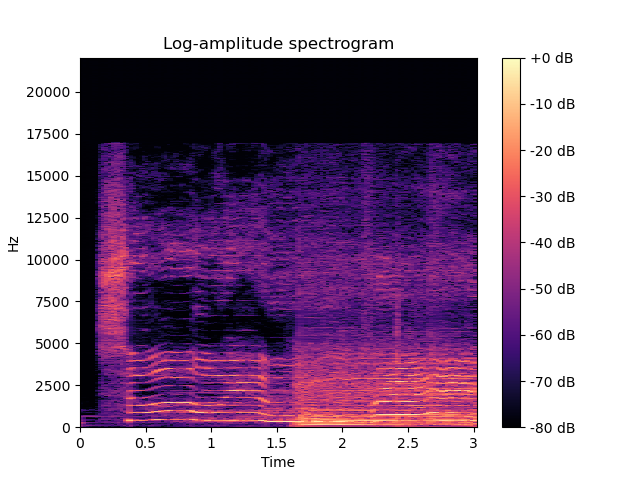 Log-amplitude spectrogram
Hz
20000
17500
15000
12500
10000
7500
5000
2500
0
0 0.5 1 1.5 2 2.5 3
Time
+0 dB
-10 dB
-20 dB
-30 dB
-40 dB
-50 dB
-60 dB
-70 dB
-80 dB